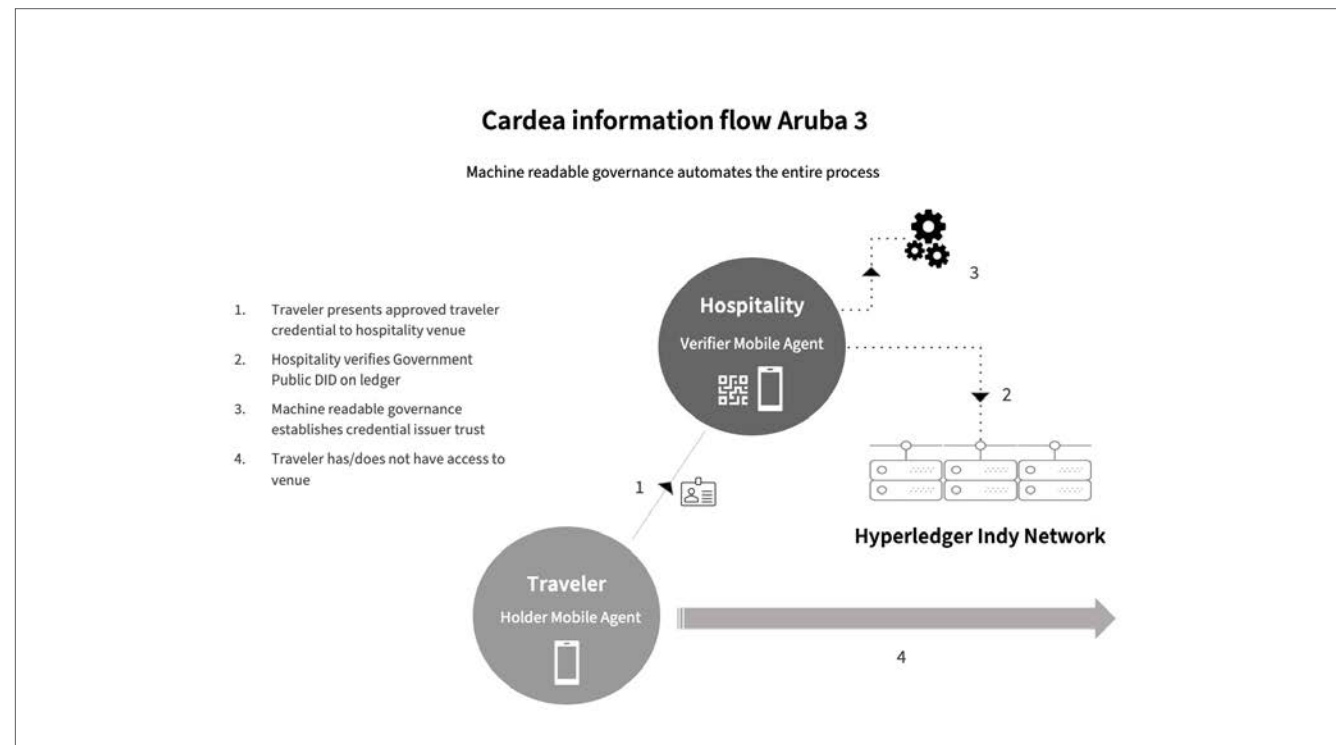 Cardea information flow Aruba 3
Machine readable governance automates the entire process
1. Traveler presents approved traveler
credential to hospitality venue
2. Hospitality verifies Government
Public DID on ledger
3. Machine readable governance
establishes credential issuer trust
4. Traveler has/does not have access to
venue
3
Hospitality
Verifier Mobile Agent
2
1
Hyperledger Indy Network
Traveler
Holder Mobile Agent
4